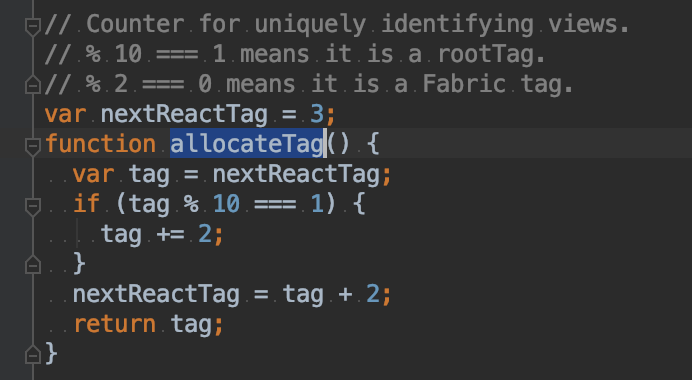 // Counter for uniquely identifying views.
// % 10 === 1 means it is a rootTag.
// % 2 === 0 means it is a Fabric tag.
var nextReactTag = 3;
function allocateTag() {
  var tag = nextReactTag;
  if (tag % 10 === 1) {
    tag += 2;
  }
  nextReactTag = tag + 2;
  return tag;
}